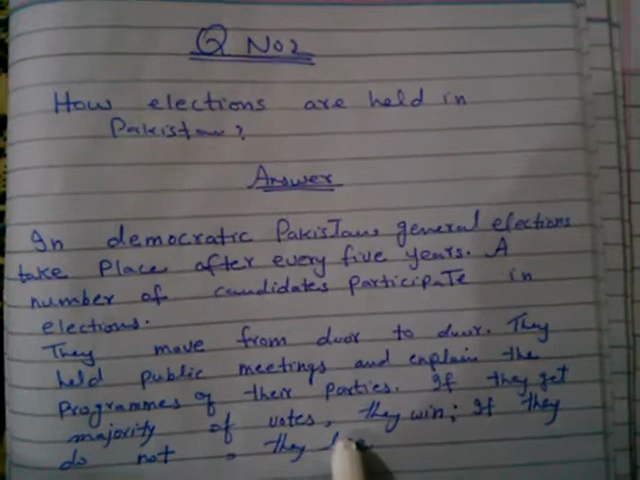 Q No2
How elections are held in
Pakistan?
Answer
In democratic Pakistan general elections
take Place after every five years. A
number of candidates participate in
elections.
They move from door to door. They
held public meetings and explain the
Programmes of their parties. If they get
majority of votes, they win; If they
do not, they